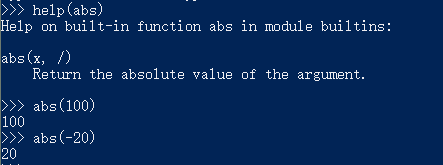 >>> help(abs)
Help on built-in function abs in module builtins:
abs(x, /)
    Return the absolute value of the argument.
>>> abs(100)
100
>>> abs(-20)
20